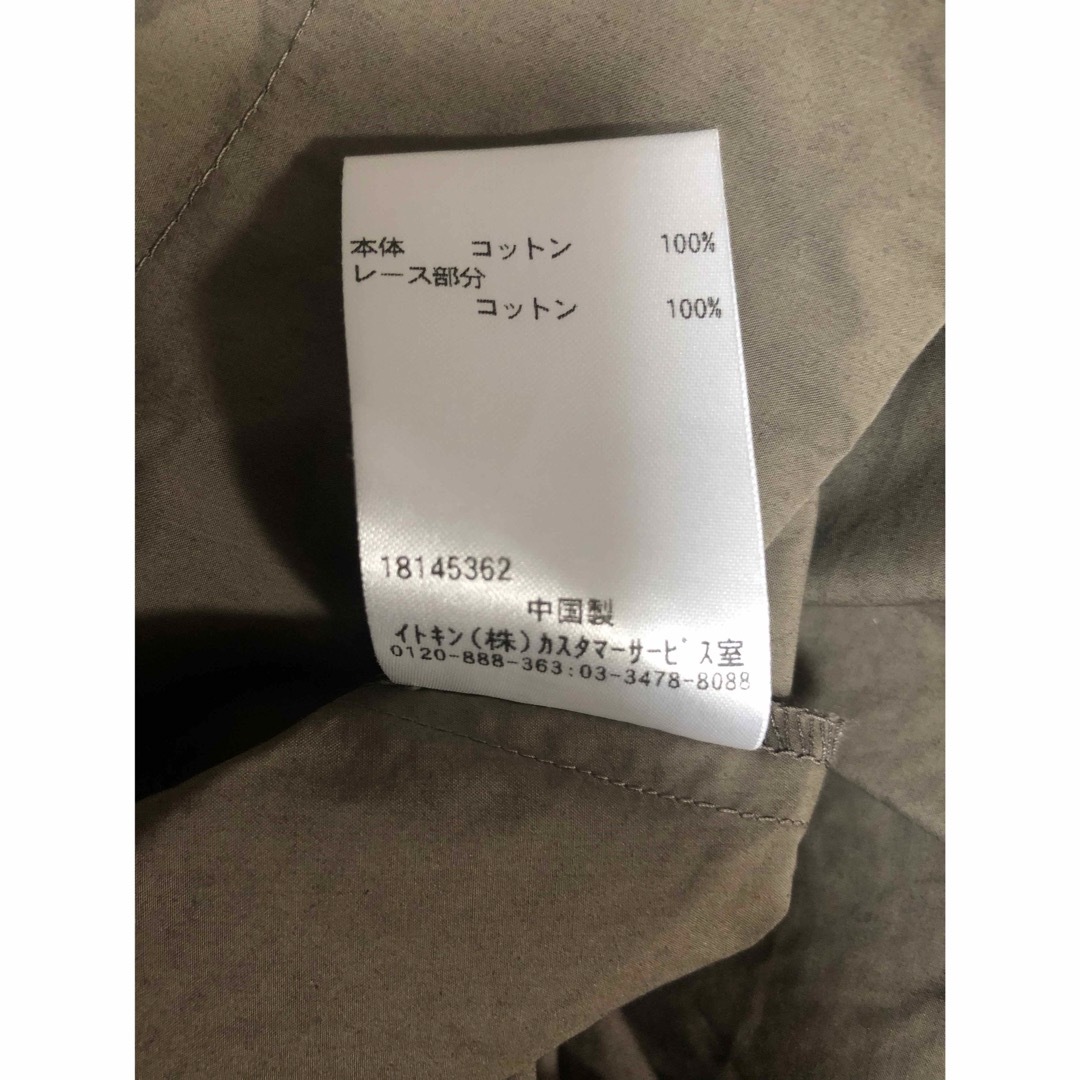 本体 コットン 100%
レース部分
コットン 100%
18145362
中国製
イトキン(株)カスタマーサービス室
0120-888-363:03-3478-8088